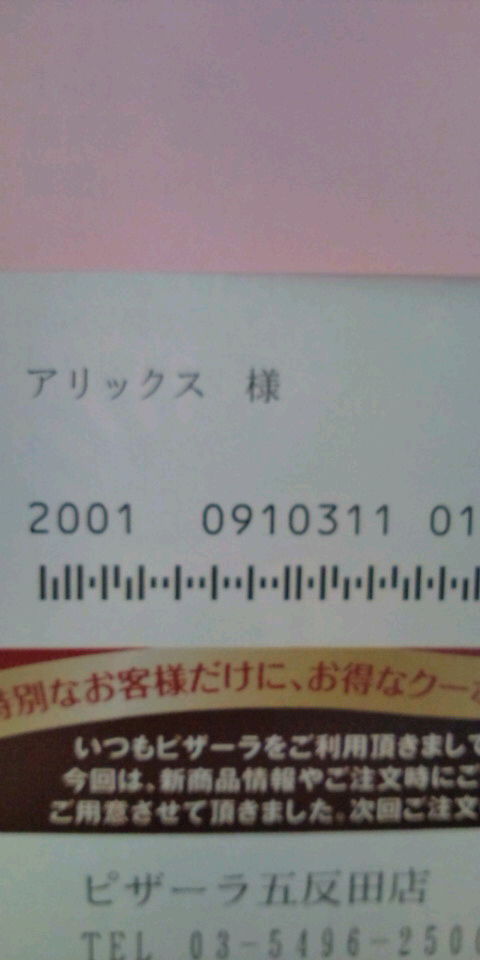 アリックス 様
2001 0910311 01
特別なお客様だけに、お得なクー
いつもピザーラをご利用頂きまして
今回は、新商品情報やご注文時にご
ご用意させて頂きました。次回ご注文
ピザーラ五反田店
TEL 03-5496-2500